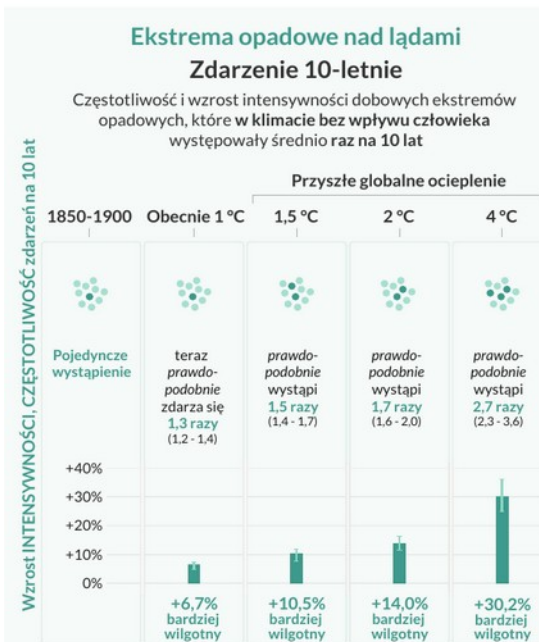 Ekstrema opadowe nad lądami
Zdarzenie 10-letnie
Częstotliwość i wzrost intensywności dobowych ekstremów
opadowych, które w klimacie bez wpływu człowieka
występowały średnio raz na 10 lat
Przyszłe globalne ocieplenie
1850-1900
Obecnie 1 °C
1,5 °C
2 °C
4 °C
Wzrost INTENSYWNOŚCI, CZĘSTOTLIWOŚĆ zdarzeń na 10 lat
Pojedyncze
wystąpienie
teraz
prawdo-
podobnie
zdarza się
1,3 razy
(1,2 - 1,4)
prawdo-
podobnie
wystąpi
1,5 razy
(1,4 - 1,7)
prawdo-
podobnie
wystąpi
1,7 razy
(1,6 - 2,0)
prawdo-
podobnie
wystąpi
2,7 razy
(2,3 - 3,6)
+40%
+30%
+20%
+10%
0%
+6,7%
bardziej
wilgotny
+10,5%
bardziej
wilgotny
+14,0%
bardziej
wilgotny
+30,2%
bardziej
wilgotny